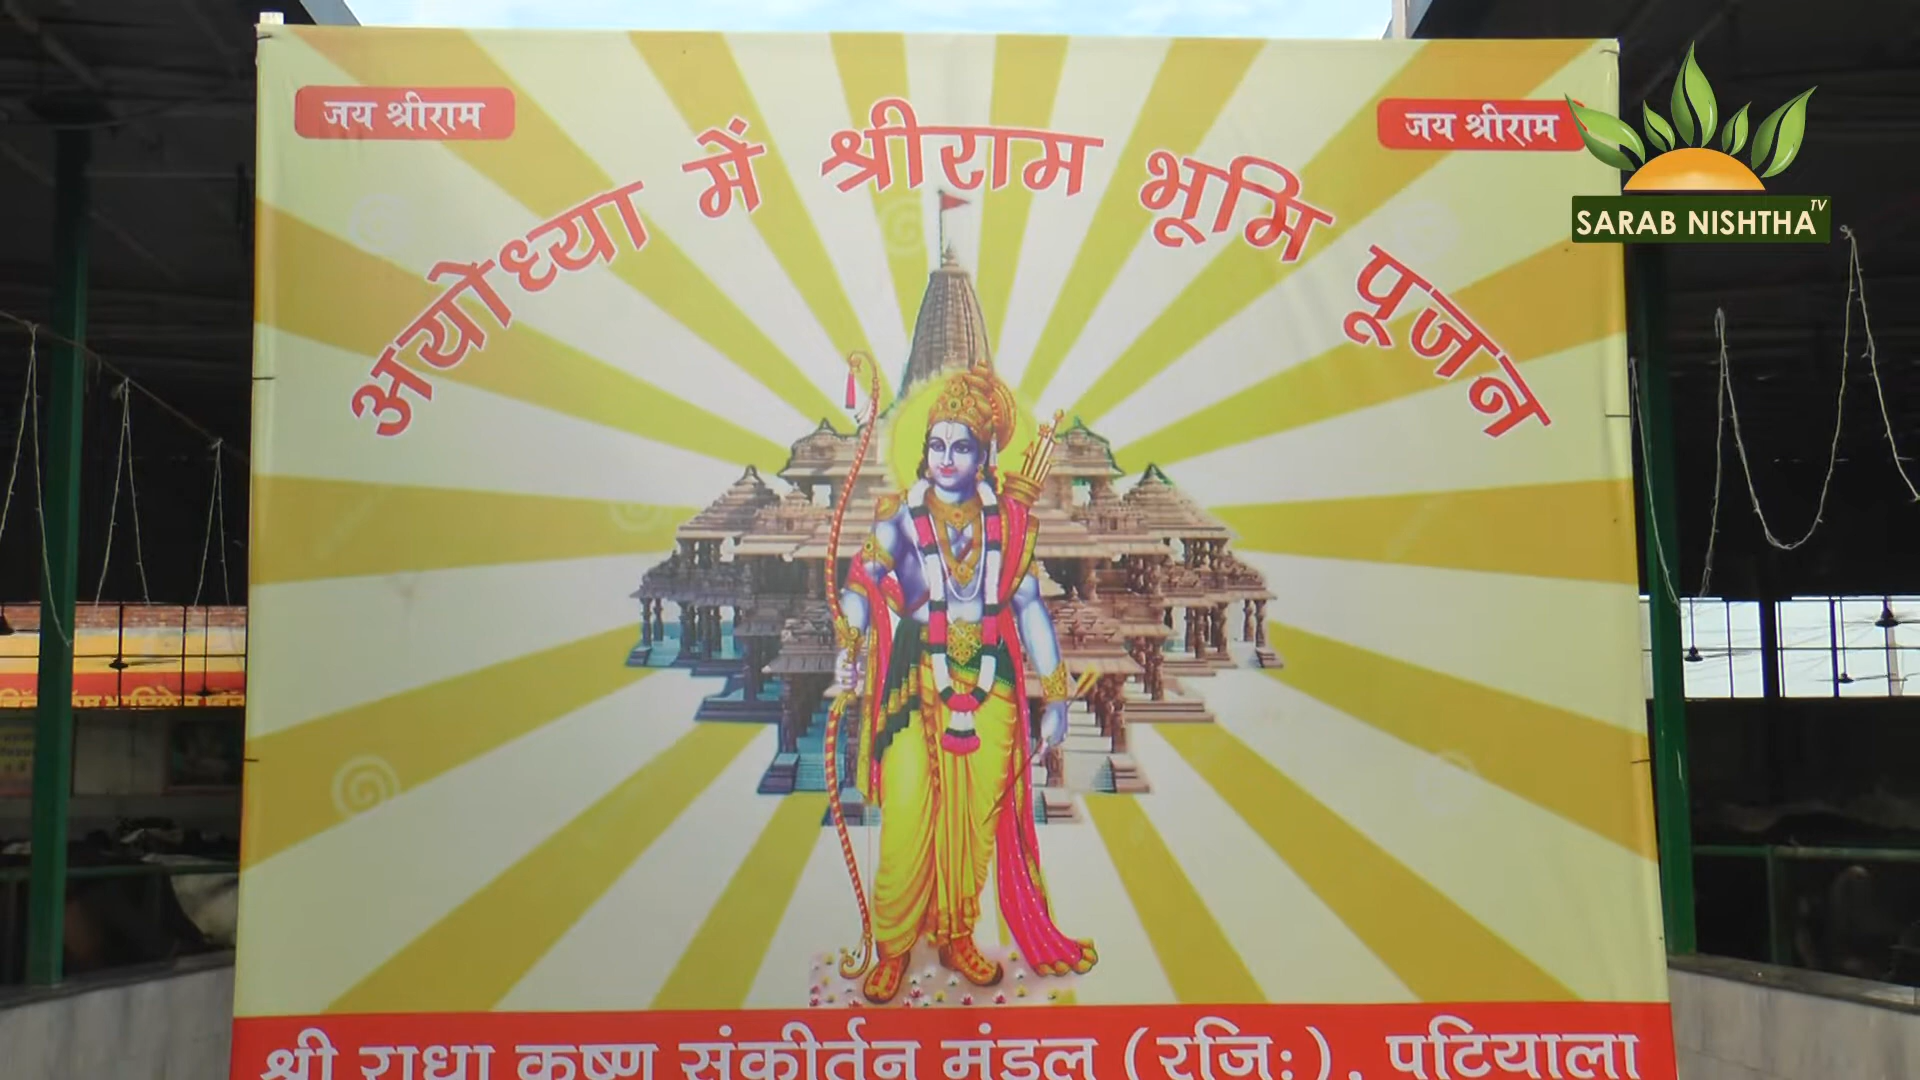 जय श्रीराम
जय श्रीराम
SARAB NISHTHA TV
अयोध्या में श्रीराम भूमि पूजन
श्री राधा कृष्ण संकीर्तन मंडल (रजि:), पटियाला